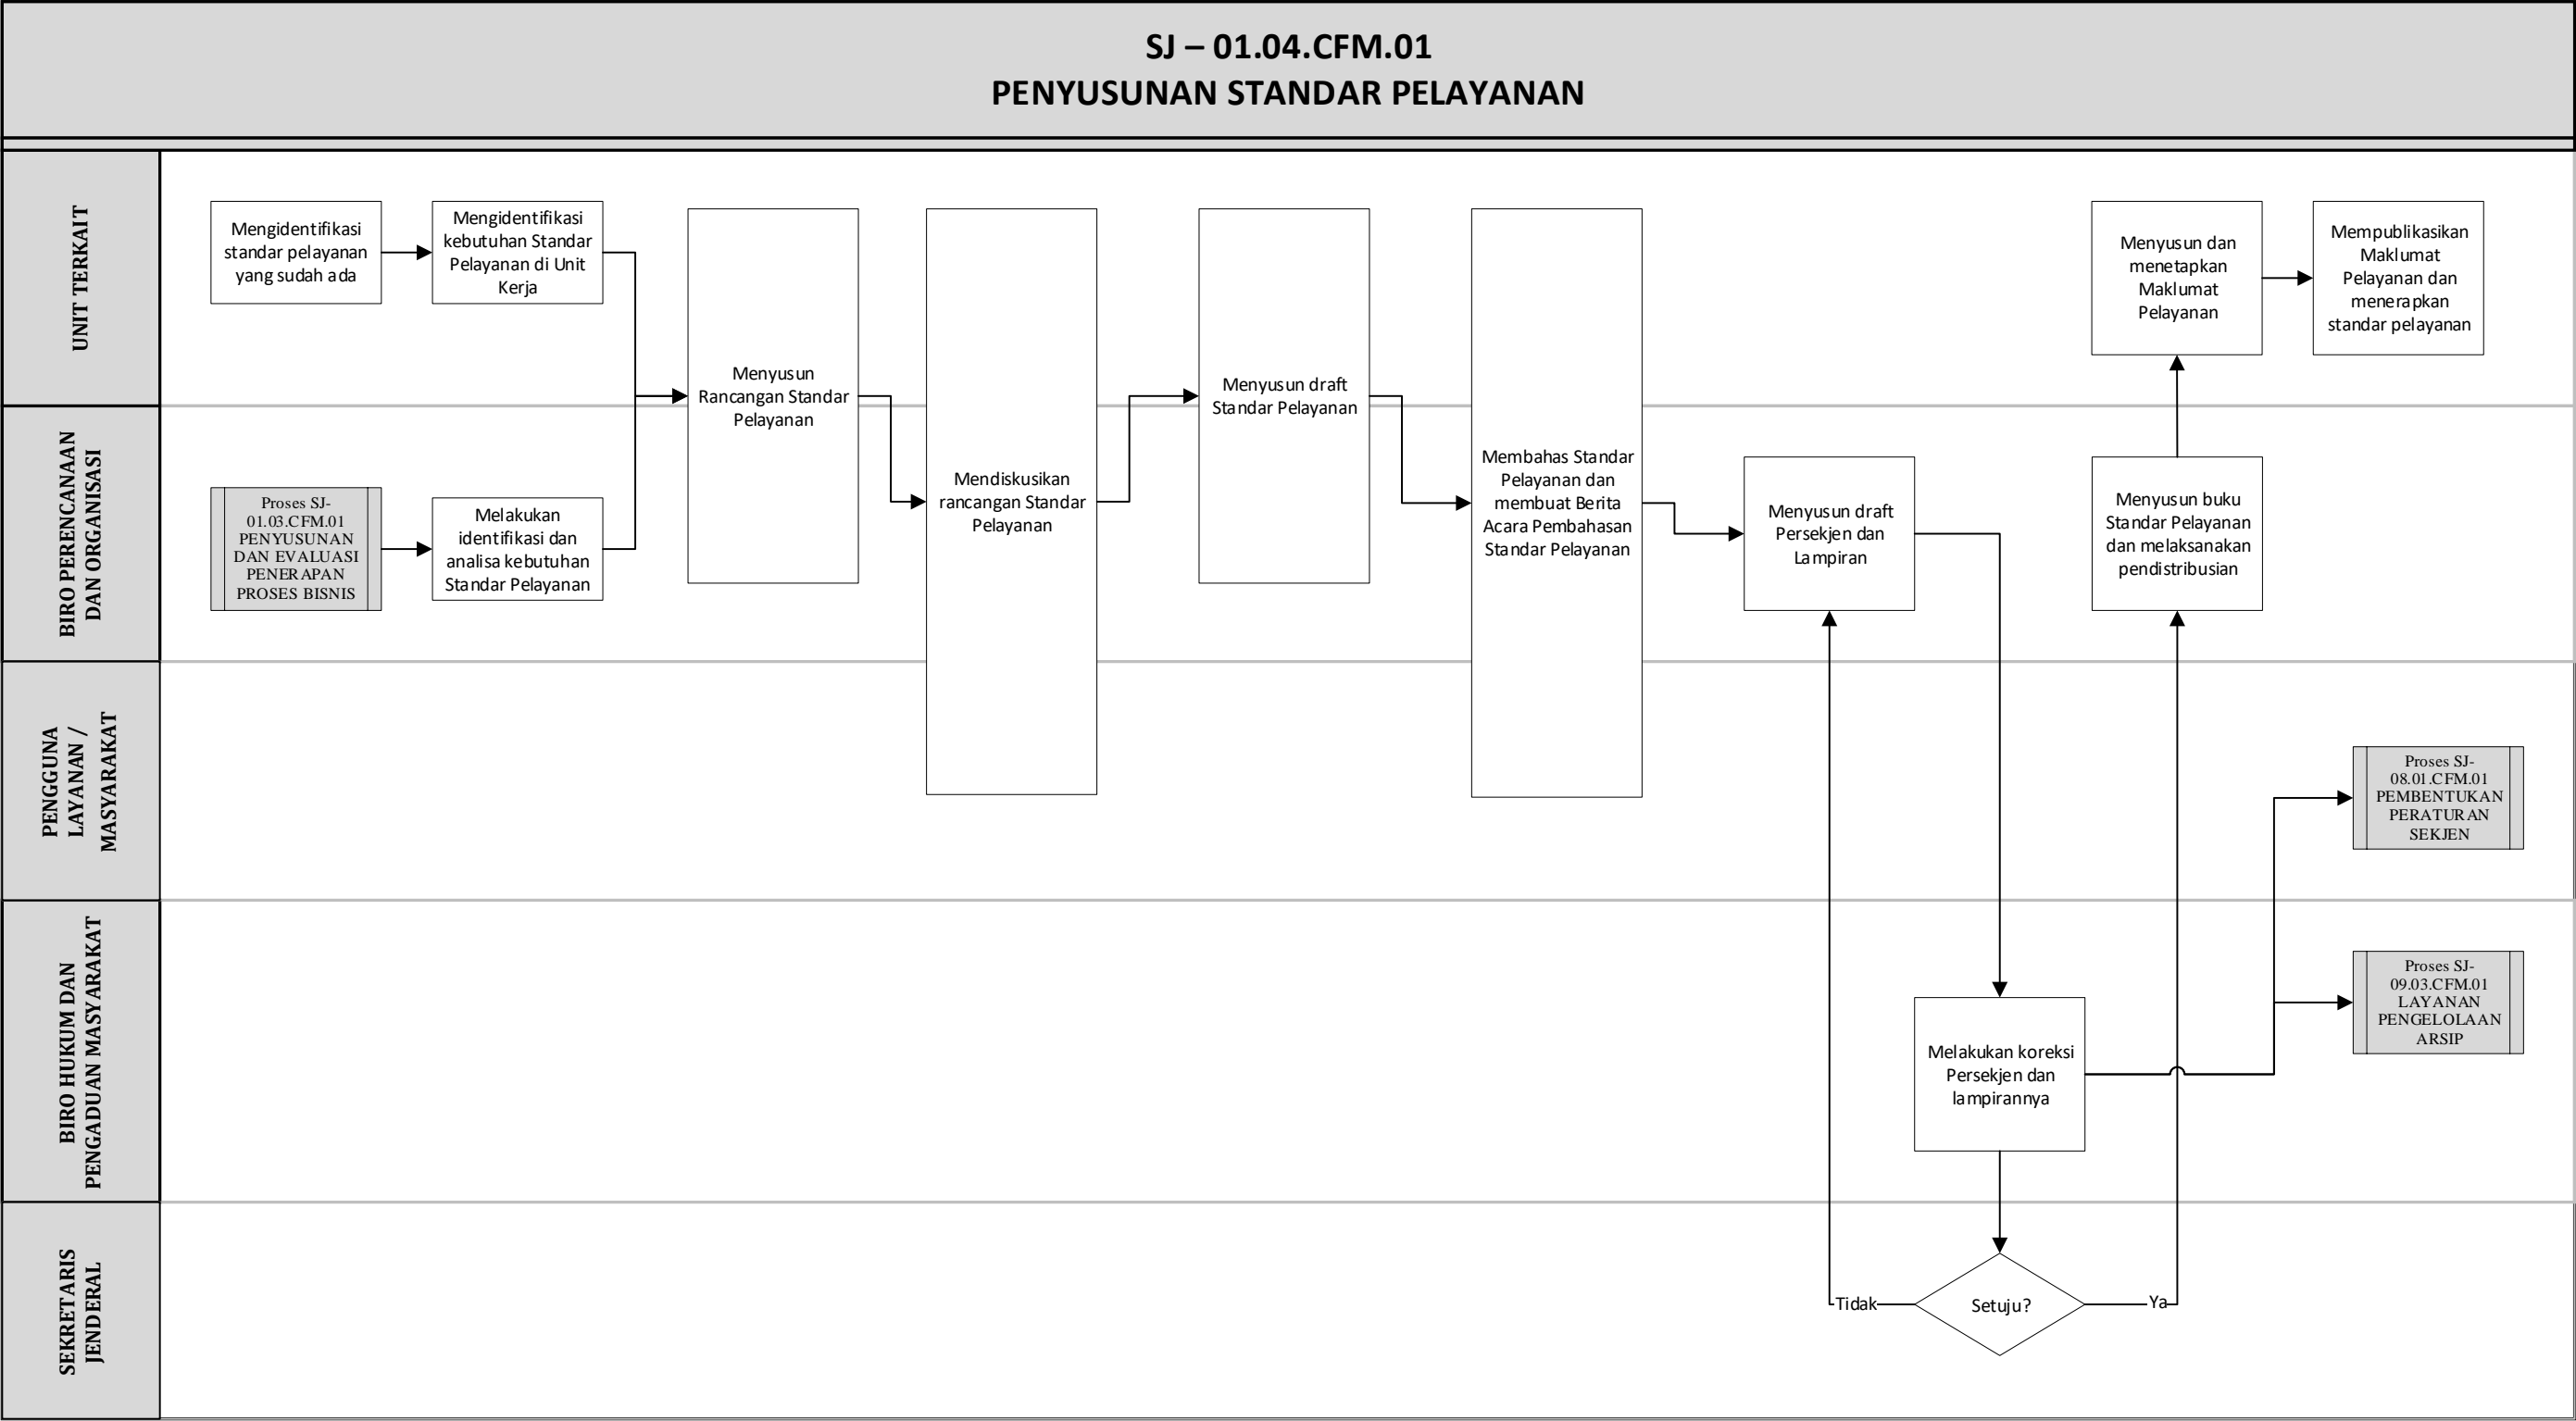 SJ – 01.04.CFM.01
PENYUSUNAN STANDAR PELAYANAN
UNIT TERKAIT
Mengidentifikasi
standar pelayanan
yang sudah ada
Mengidentifikasi
kebutuhan Standar
Pelayanan di Unit
Kerja
Menyusun
Rancangan Standar
Pelayanan
Mendiskusikan
rancangan Standar
Pelayanan
Menyusun draft
Standar Pelayanan
Membahas Standar
Pelayanan dan
membuat Berita
Acara Pembahasan
Standar Pelayanan
Menyusun dan
menetapkan
Maklumat
Pelayanan
Mempublikasikan
Maklumat
Pelayanan dan
menerapkan
standar pelayanan
BIRO PERENCANAAN
DAN ORGANISASI
Proses SJ-
01.03.CFM.01
PENYUSUNAN
DAN EVALUASI
PENERAPAN
PROSES BISNIS
Melakukan
identifikasi dan
analisa kebutuhan
Standar Pelayanan
Menyusun draft
Persekjen dan
Lampiran
Menyusun buku
Standar Pelayanan
dan melaksanakan
pendistribusian
PENGGUNA
LAYANAN /
MASYARAKAT
Proses SJ-
08.01.CFM.01
PEMBENTUKAN
PERATURAN
SEKJEN
BIRO HUKUM DAN
PENGADUAN MASYARAKAT
Proses SJ-
09.03.CFM.01
LAYANAN
PENGELOLAAN
ARSIP
Melakukan koreksi
Persekjen dan
lampirannya
SEKRETARIS
JENDERAL
Tidak
Setuju?
Ya